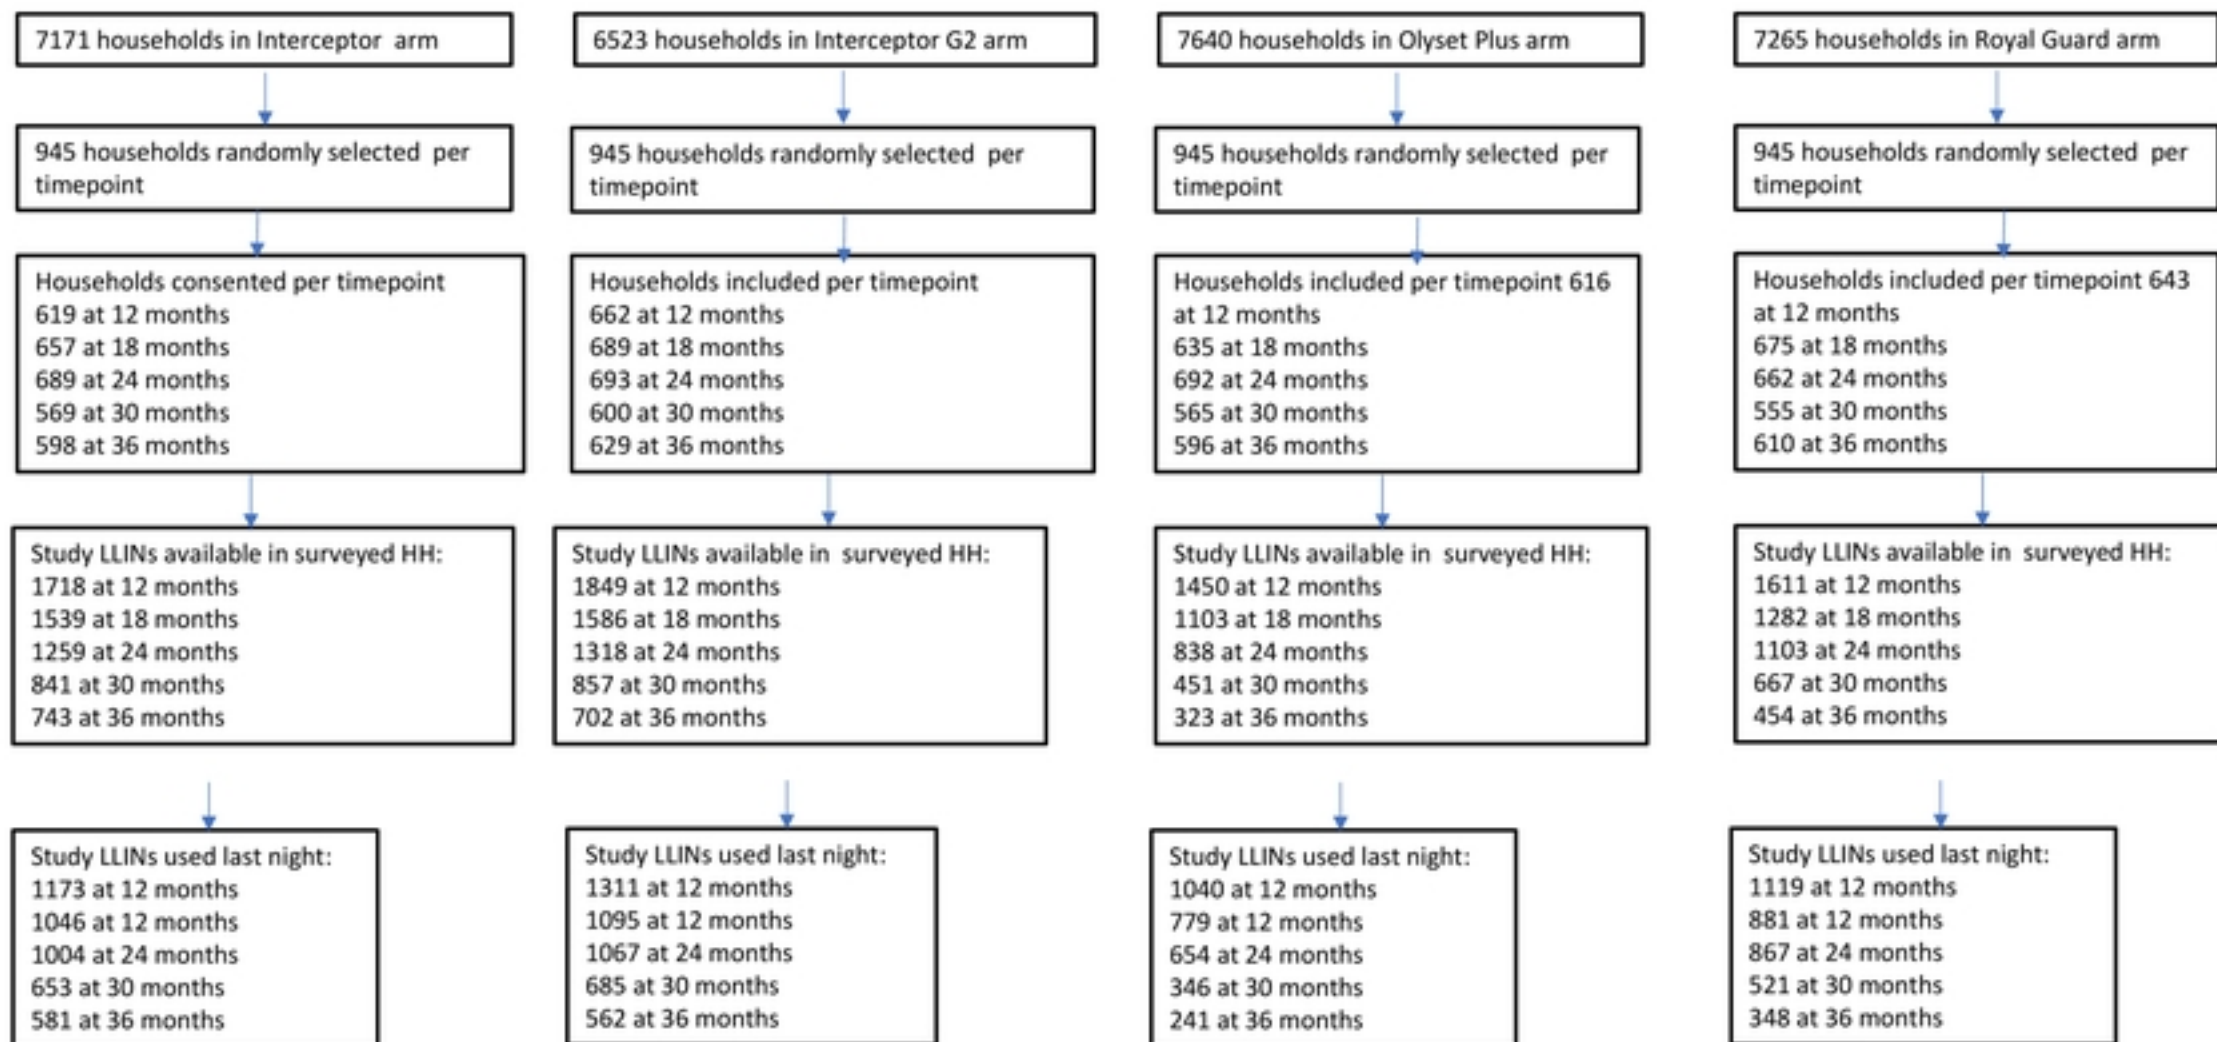 7171 households in Interceptor arm
945 households randomly selected per
timepoint
Households consented per timepoint
619 at 12 months
657 at 18 months
689 at 24 months
569 at 30 months
598 at 36 months
Study LLINs available in surveyed HH:
1718 at 12 months
1539 at 18 months
1259 at 24 months
841 at 30 months
743 at 36 months
Study LLINs used last night:
1173 at 12 months
1046 at 12 months
1004 at 24 months
653 at 30 months
581 at 36 months
6523 households in Interceptor G2 arm
945 households randomly selected per
timepoint
Households included per timepoint
662 at 12 months
689 at 18 months
693 at 24 months
600 at 30 months
629 at 36 months
Study LLINs available in surveyed HH:
1849 at 12 months
1586 at 18 months
1318 at 24 months
857 at 30 months
702 at 36 months
Study LLINs used last night:
1311 at 12 months
1095 at 12 months
1067 at 24 months
685 at 30 months
562 at 36 months
7640 households in Olyset Plus arm
945 households randomly selected per
timepoint
Households included per timepoint 616
at 12 months
635 at 18 months
692 at 24 months
565 at 30 months
596 at 36 months
Study LLINs available in surveyed HH:
1450 at 12 months
1103 at 18 months
838 at 24 months
451 at 30 months
323 at 36 months
Study LLINs used last night:
1040 at 12 months
779 at 12 months
654 at 24 months
346 at 30 months
241 at 36 months
7265 households in Royal Guard arm
945 households randomly selected per
timepoint
Households included per timepoint 643
at 12 months
675 at 18 months
662 at 24 months
555 at 30 months
610 at 36 months
Study LLINs available in surveyed HH:
1611 at 12 months
1282 at 18 months
1103 at 24 months
667 at 30 months
454 at 36 months
Study LLINs used last night:
1119 at 12 months
881 at 12 months
867 at 24 months
521 at 30 months
348 at 36 months